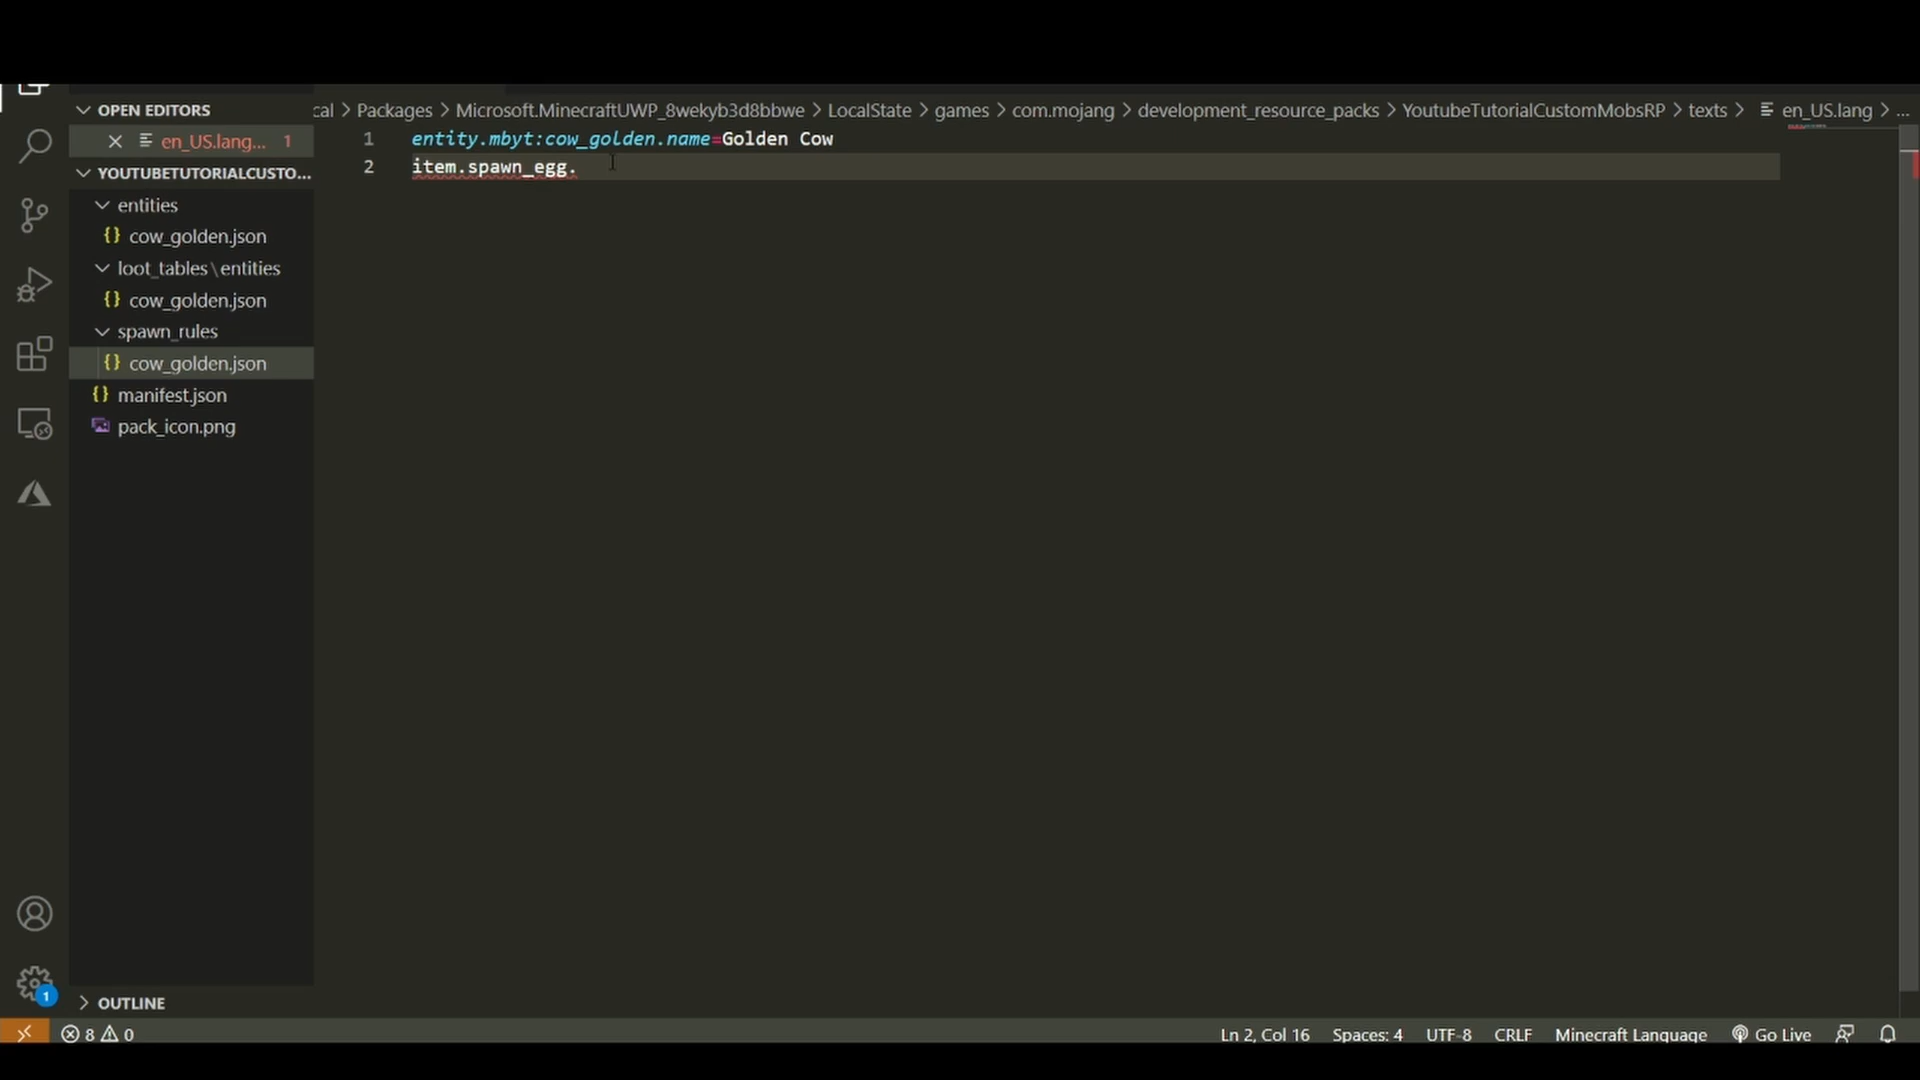 OPEN EDITORS
cal > Packages > Microsoft.MinecraftUWP_8wekyb3d8bbwe > LocalState > games > com.mojang > development_resource_packs > YoutubeTutorialCustomMobsRP > texts > en_US.lang > ...
en_US.lang... 1
YOUTUBETUTORIALCUSTO...
entities
cow_golden.json
loot_tables\entities
cow_golden.json
spawn_rules
cow_golden.json
manifest.json
pack_icon.png
1 entity.mbyt:cow_golden.name=Golden Cow
2 item.spawn_egg.
1
OUTLINE
8 0
Ln 2, Col 16 Spaces: 4 UTF-8 CRLF Minecraft Language Go Live